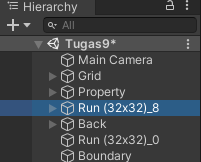 Hierarchy
All
Tugas9*
Main Camera
Grid
Property
Run (32x32)_8
Back
Run (32x32)_0
Boundary